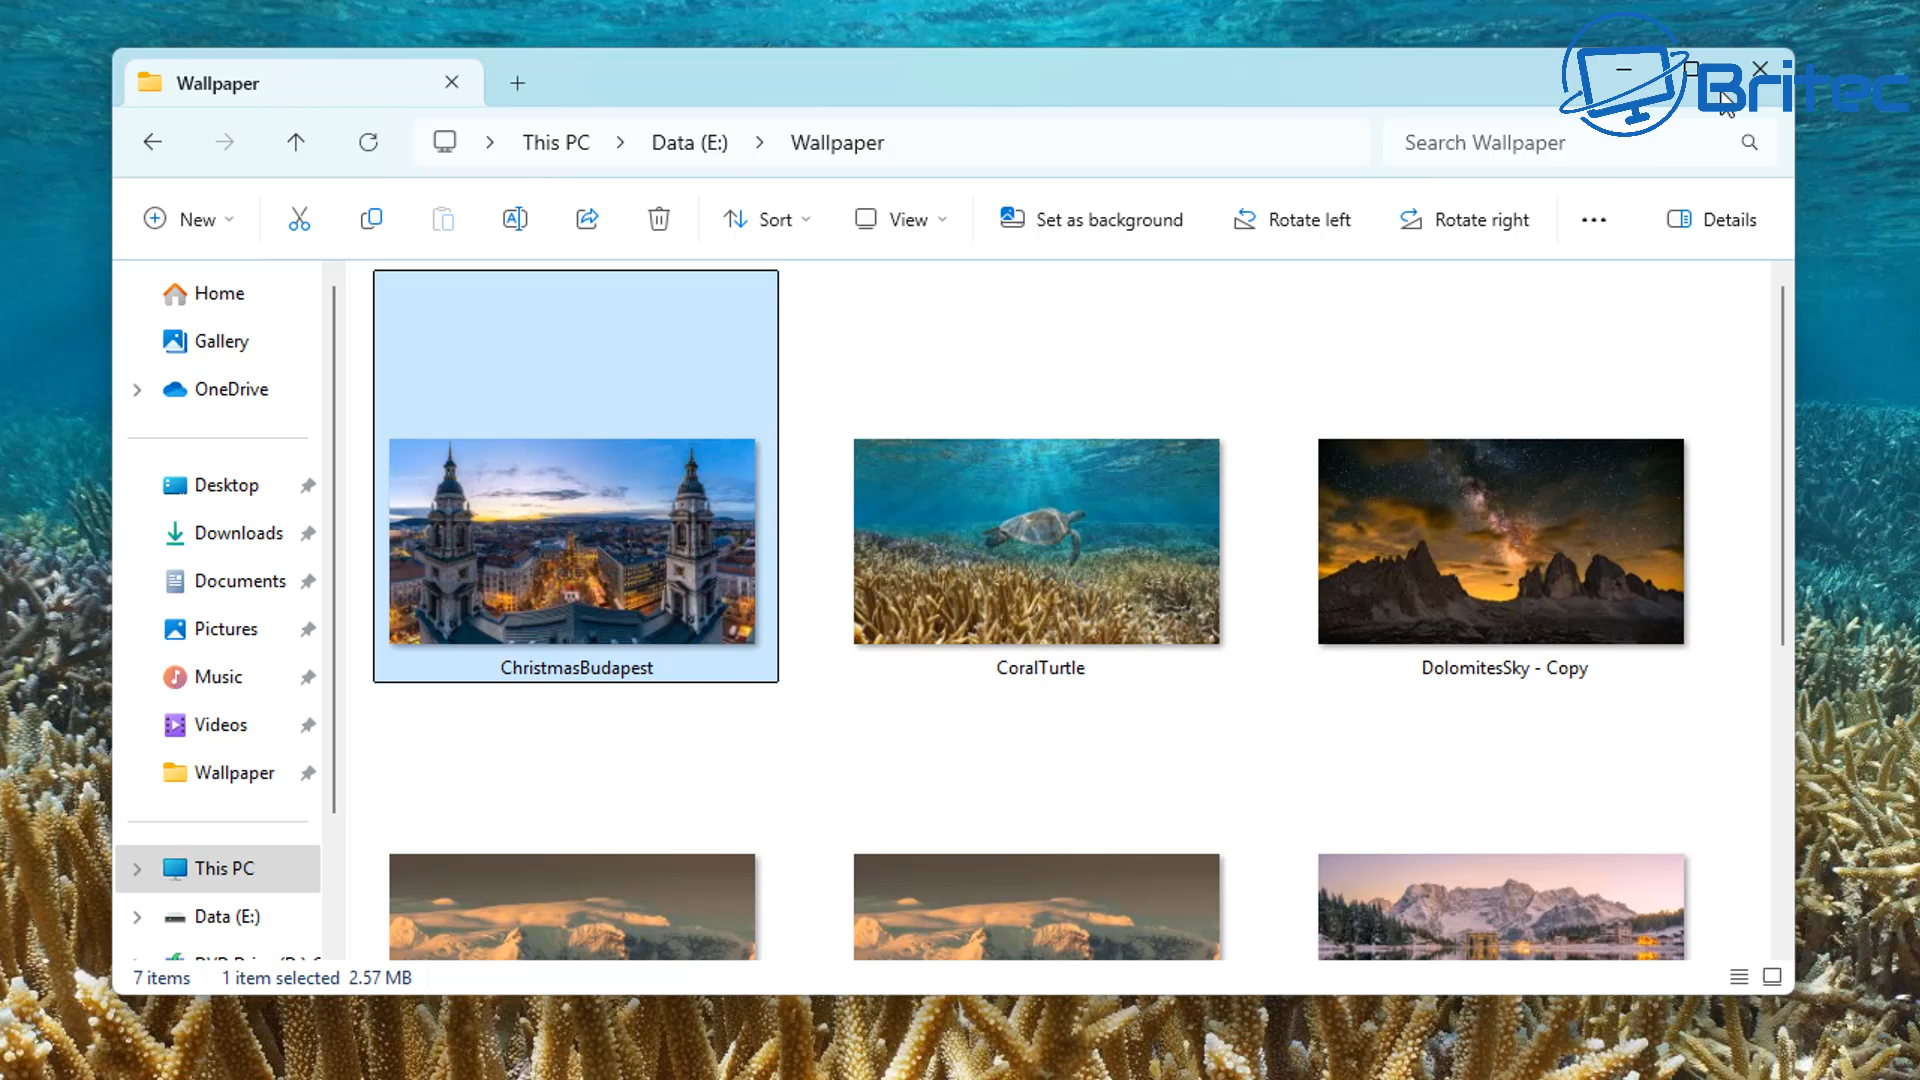 Wallpaper
Britec
This PC
Data (E:)
Wallpaper
Search Wallpaper
New
Sort
View
Set as background
Rotate left
Rotate right
Details
Home
Gallery
OneDrive
Desktop
Downloads
Documents
Pictures
Music
Videos
Wallpaper
This PC
Data (E:)
ChristmasBudapest
CoralTurtle
DolomitesSky - Copy
7 items
1 item selected 2.57 MB